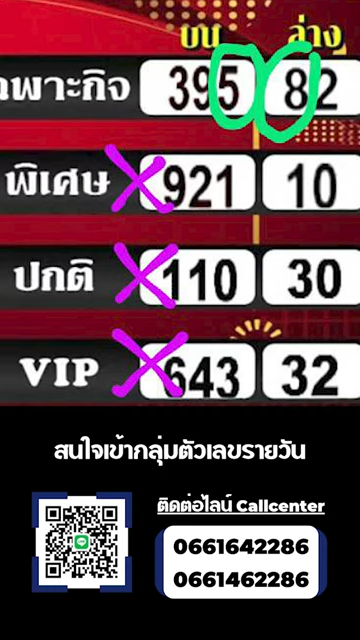 บน ล่าง
ฉพาะกิจ 395 82
พิเศษ 921 10
ปกติ 110 30
VIP 643 32
สนใจเข้ากลุ่มตัวเลขรายวัน
ติดต่อไลน์ Callcenter
0661642286
0661462286